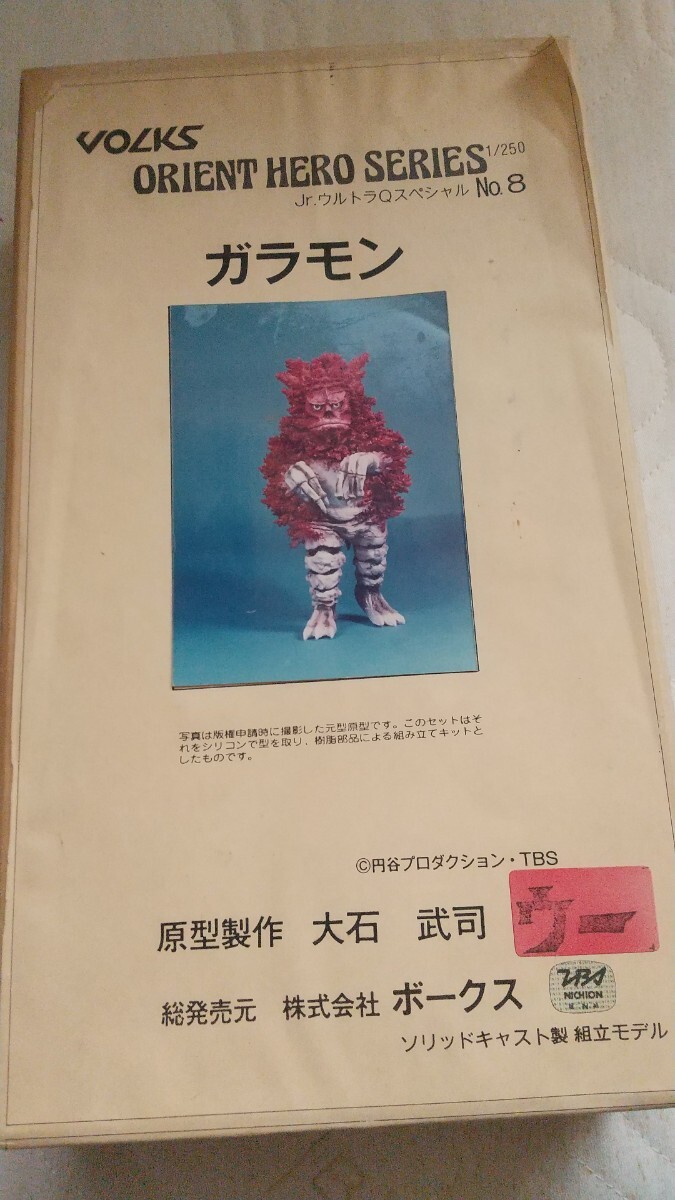 VOLKS
ORIENT HERO SERIES 1/250
Jr.ウルトラQスペシャル No.8
ガラモン
写真は版権申請時に撮影した元型原型です。このセットはそ
れをシリコンで型を取り、樹脂部品による組み立てキットと
したものです。
©円谷プロダクション・TBS
原型製作 大石 武司
ウー
総発売元 株式会社 ボークス
TBS
NICHION
ソリッドキャスト製 組立モデル